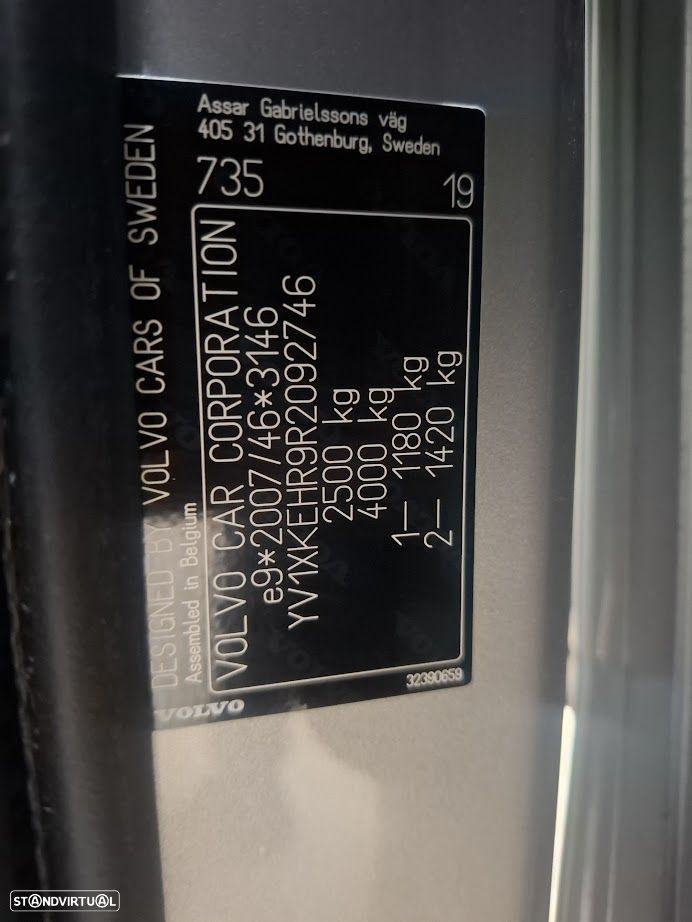 Assar Gabrielssons väg
405 31 Gothenburg, Sweden
735
19
DESIGNED BY VOLVO CARS OF SWEDEN
Assembled in Belgium
VOLVO CAR CORPORATION
e9*2007/46*3146
YV1XKEHR9R2092746
2500 kg
4000 kg
1– 1180 kg
2– 1420 kg
32390659
VOLVO
STANDVIRTUAL